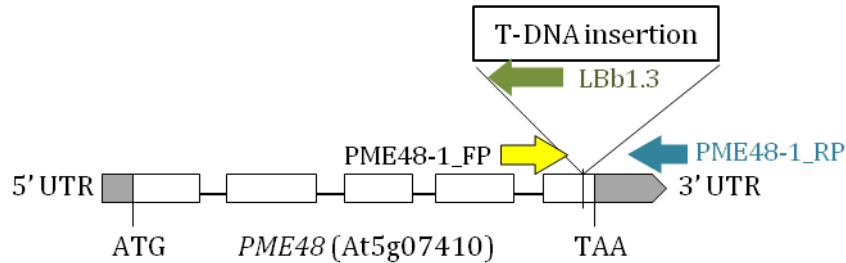 T-DNA insertion
LBb1.3
PME48-1_FP
PME48-1_RP
5' UTR
3' UTR
ATG
PME48 (At5g07410)
TAA